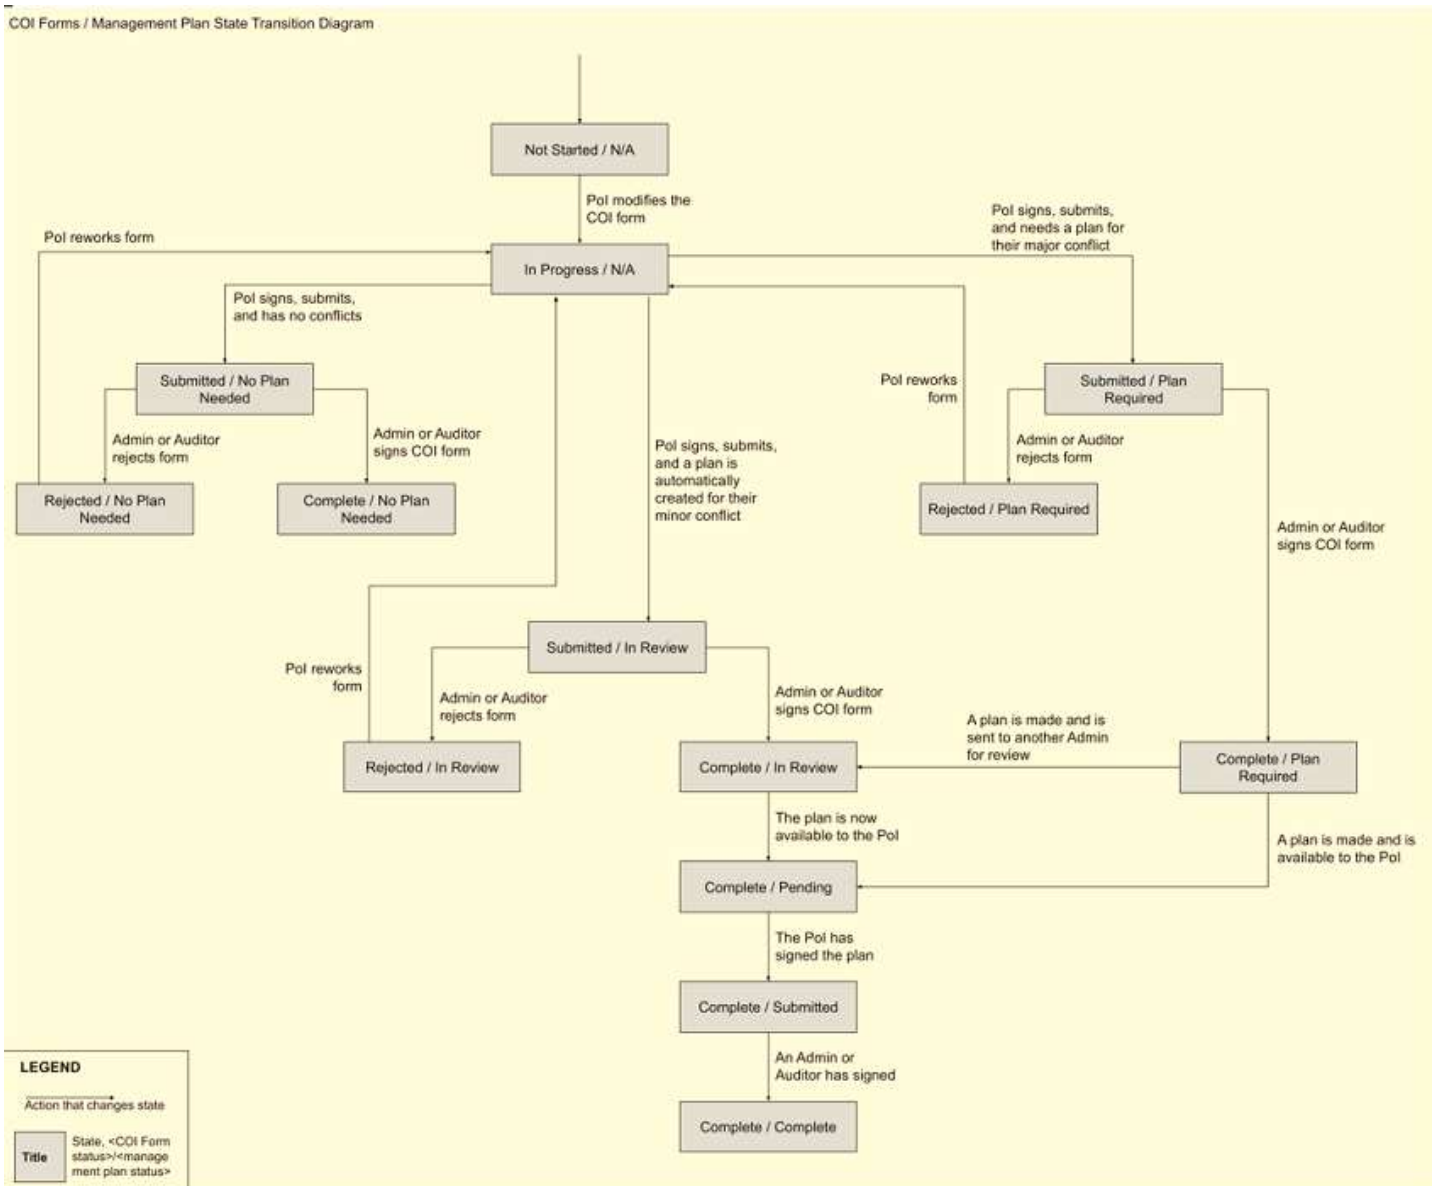 COI Forms / Management Plan State Transition Diagram
Not Started / N/A
PoI modifies the
COI form
PoI signs, submits,
and needs a plan for
their major conflict
PoI reworks form
In Progress / N/A
PoI signs, submits,
and has no conflicts
Submitted / No Plan
Needed
PoI reworks
form
Submitted / Plan
Required
Admin or Auditor
rejects form
Admin or Auditor
signs COI form
PoI signs, submits,
and a plan is
automatically
created for their
minor conflict
Admin or Auditor
rejects form
Rejected / No Plan
Needed
Complete / No Plan
Needed
Rejected / Plan Required
Admin or Auditor
signs COI form
Submitted / In Review
PoI reworks
form
Admin or Auditor
rejects form
Admin or Auditor
signs COI form
A plan is made and is
sent to another Admin
for review
Rejected / In Review
Complete / In Review
Complete / Plan
Required
The plan is now
available to the PoI
A plan is made and is
available to the PoI
Complete / Pending
The PoI has
signed the plan
Complete / Submitted
An Admin or
Auditor has signed
Complete / Complete
LEGEND
Action that changes state
Title
State, <COI Form
status>/<manage
ment plan status>